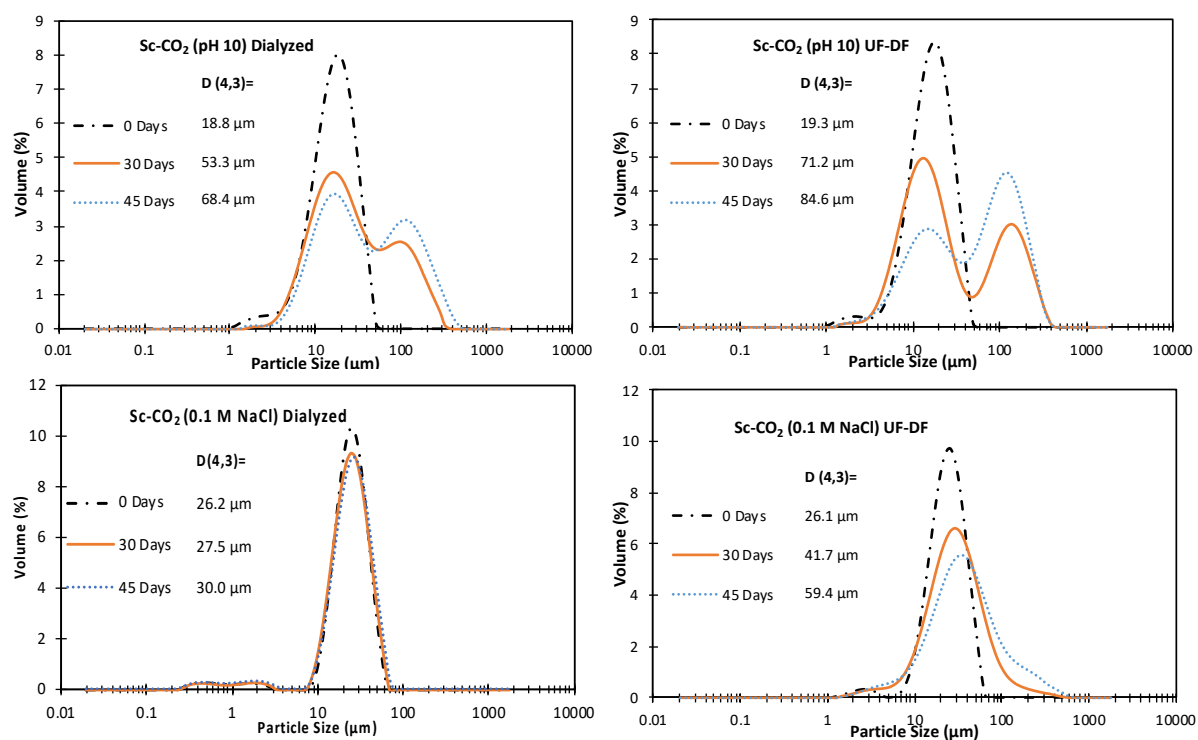 Sc-CO₂ (pH 10) Dialyzed
D (4,3)=
0 Days 18.8 µm
30 Days 53.3 µm
45 Days 68.4 µm
Volume (%)
9
8
7
6
5
4
3
2
1
0
0.01 0.1 1 10 100 1000 10000
Particle Size (µm)
Sc-CO₂ (pH 10) UF-DF
D (4,3)=
0 Days 19.3 µm
30 Days 71.2 µm
45 Days 84.6 µm
Volume (%)
9
8
7
6
5
4
3
2
1
0
0.01 0.1 1 10 100 1000 10000
Particle Size (µm)
Sc-CO₂ (0.1 M NaCl) Dialyzed
D(4,3)=
0 Days 26.2 µm
30 Days 27.5 µm
45 Days 30.0 µm
Volume (%)
12
10
8
6
4
2
0
0.01 0.1 1 10 100 1000 10000
Particle Size (µm)
Sc-CO₂ (0.1 M NaCl) UF-DF
D (4,3)=
0 Days 26.1 µm
30 Days 41.7 µm
45 Days 59.4 µm
Volume (%)
12
10
8
6
4
2
0
0.01 0.1 1 10 100 1000 10000
Particle Size (µm)